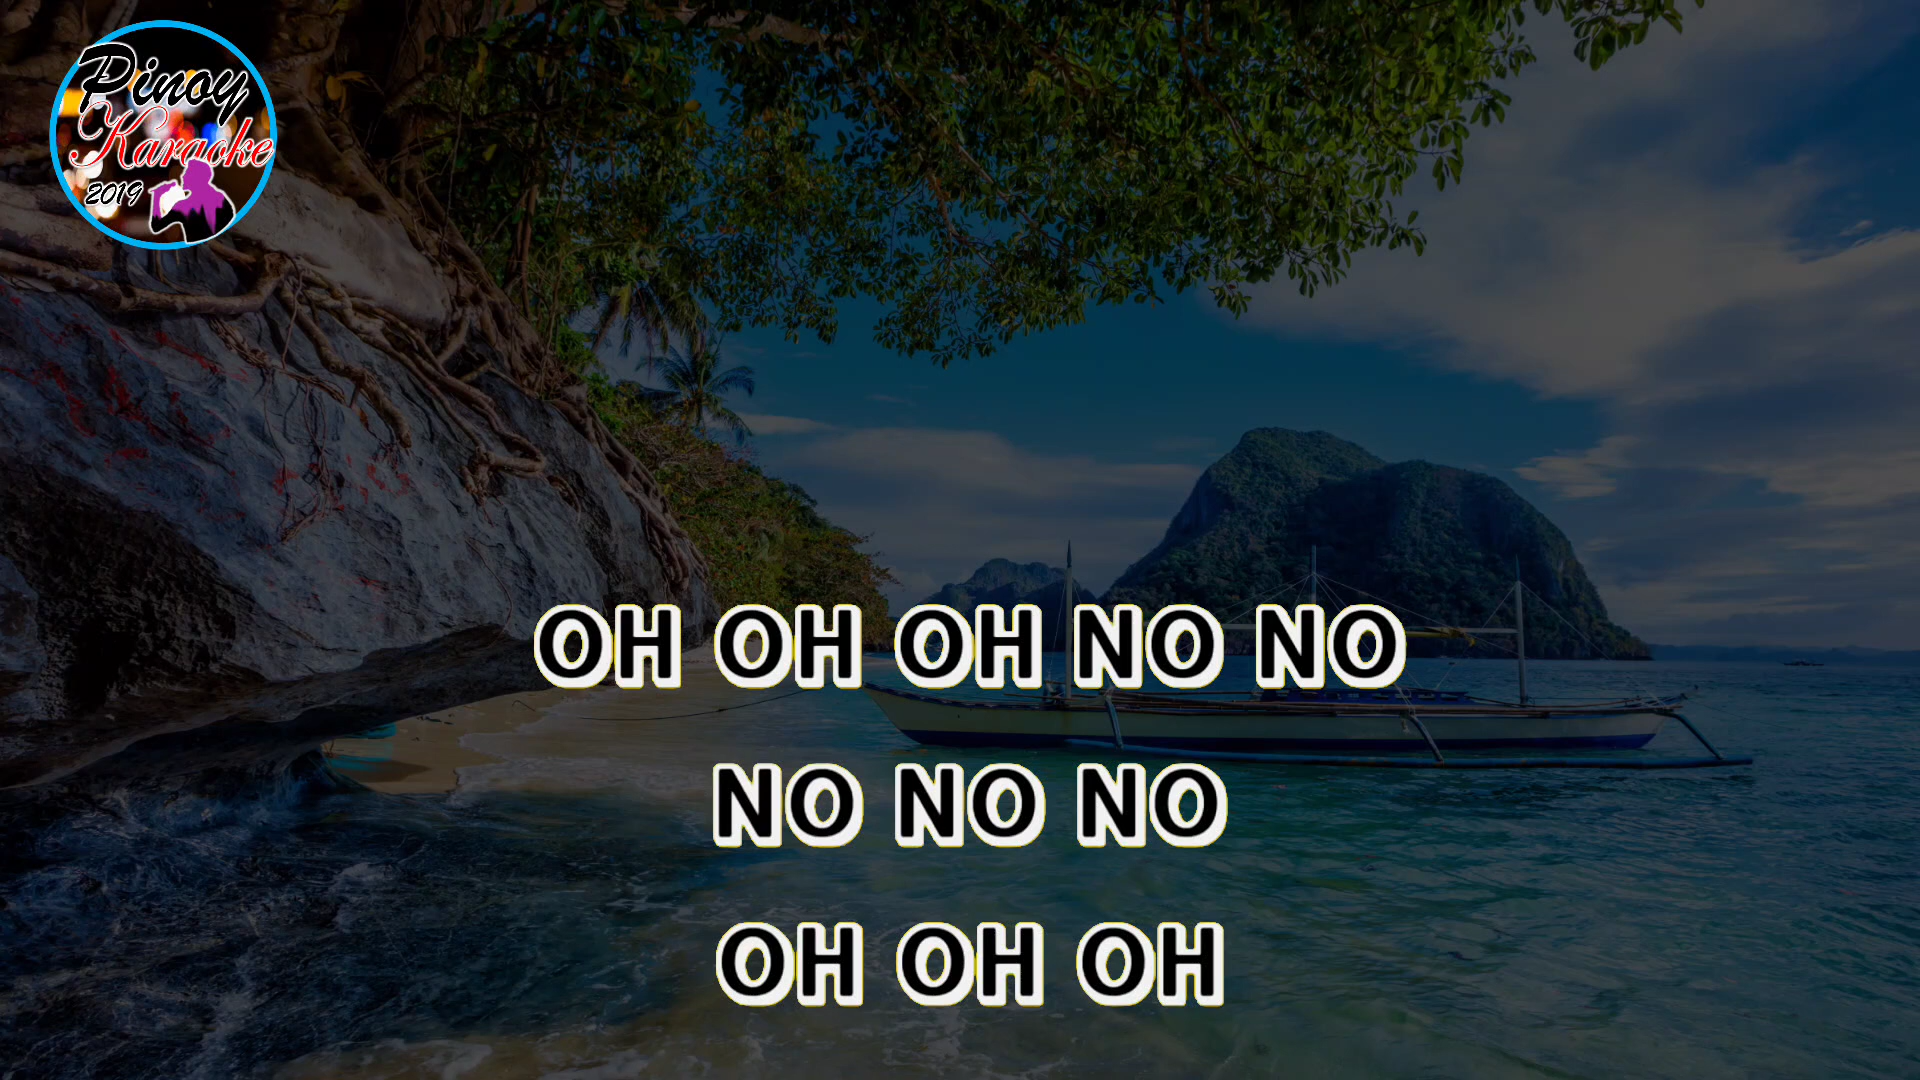 Pinoy
Karaoke
2019
OH OH OH NO NO
NO NO NO
OH OH OH